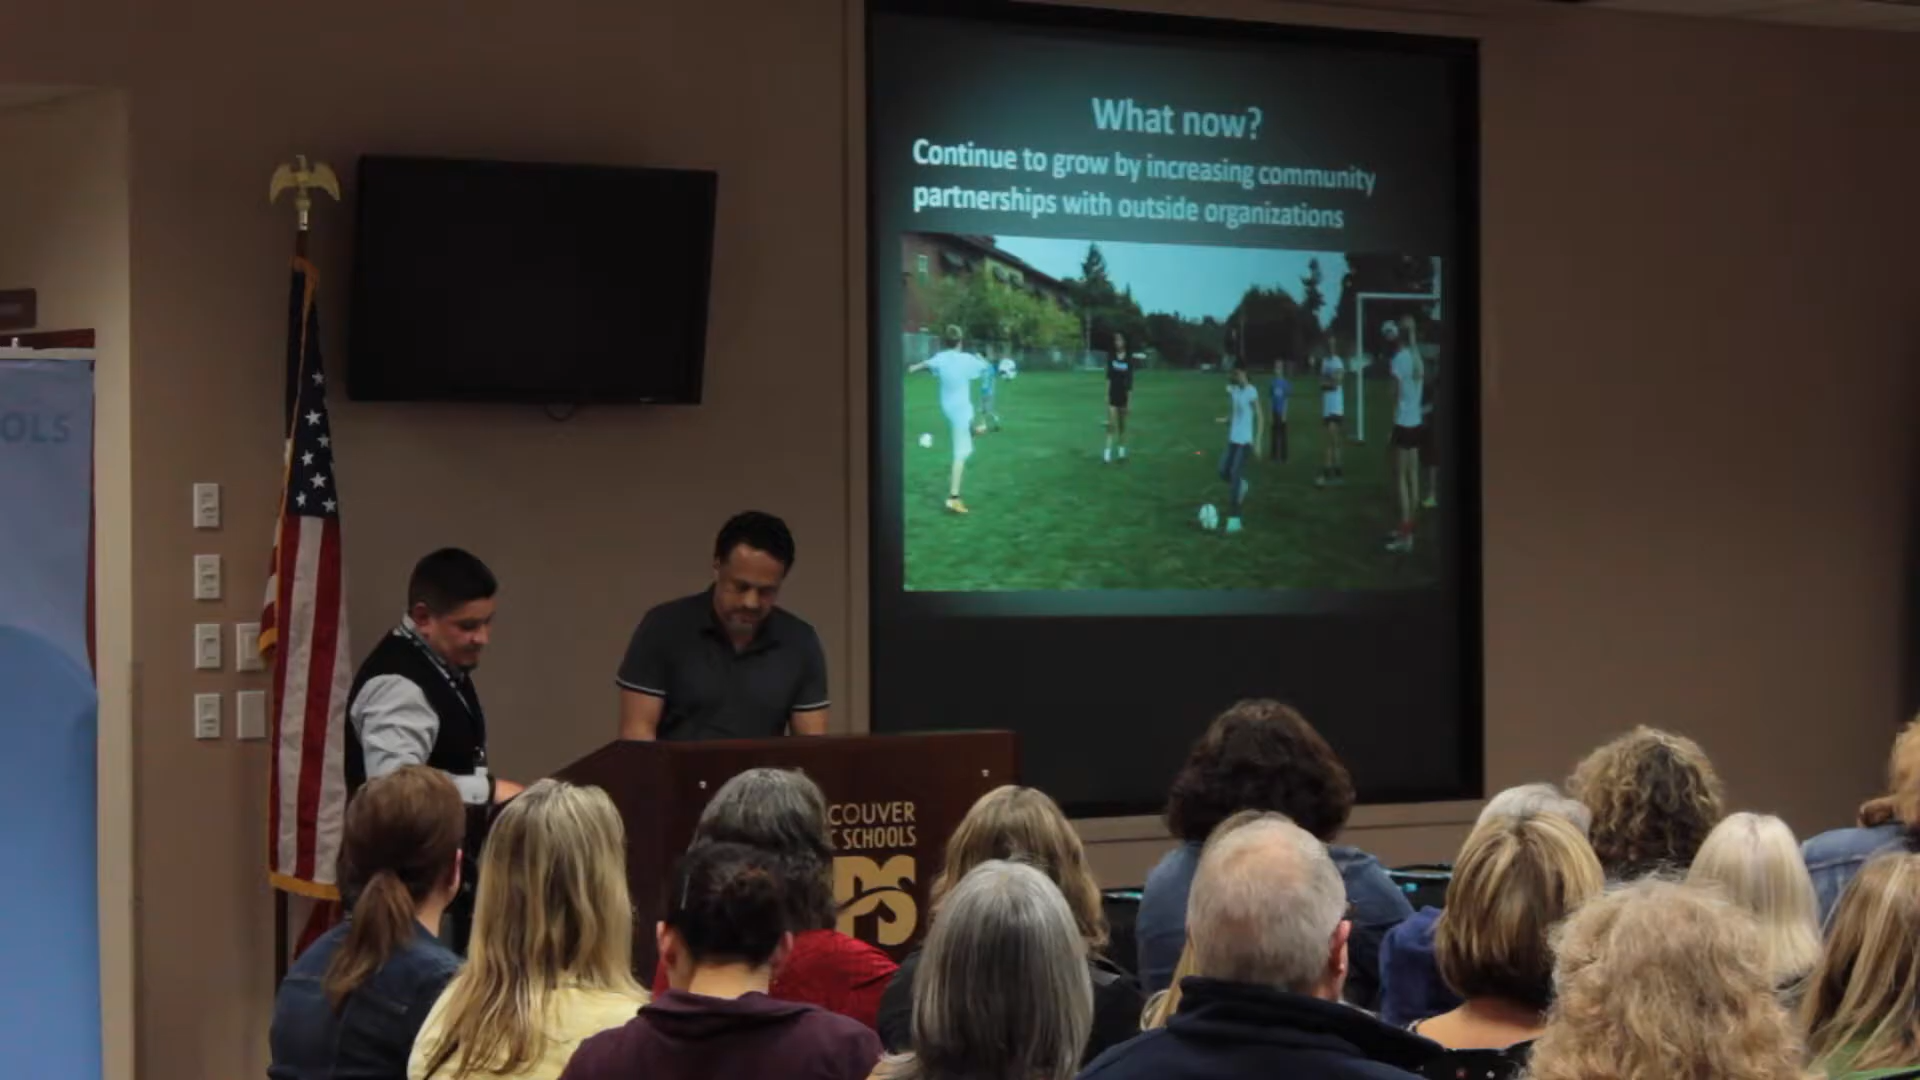 What now?
Continue to grow by increasing community
partnerships with outside organizations
OLS
COUVER
C SCHOOLS
PS